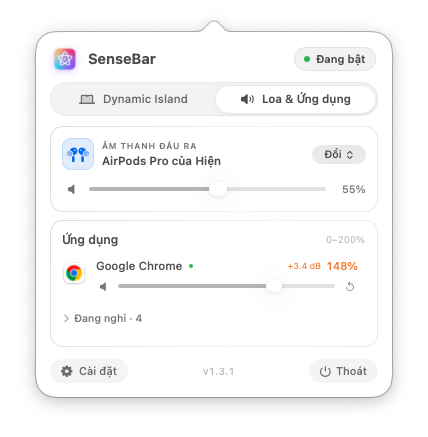 SenseBar
Đang bật
Dynamic Island
Loa & Ứng dụng
ÂM THANH ĐẦU RA
AirPods Pro của Hiện
Đổi
55%
Ứng dụng
0–200%
Google Chrome
+3.4 dB 148%
Đang nghỉ · 4
Cài đặt
v1.3.1
Thoát